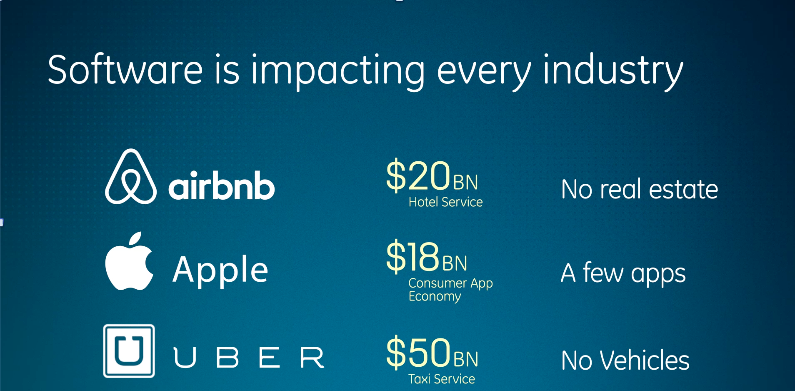 Software is impacting every industry
airbnb $20BN No real estate
Hotel Service
Apple $18BN A few apps
Consumer App
Economy
U UBER $50BN No Vehicles
Taxi Service